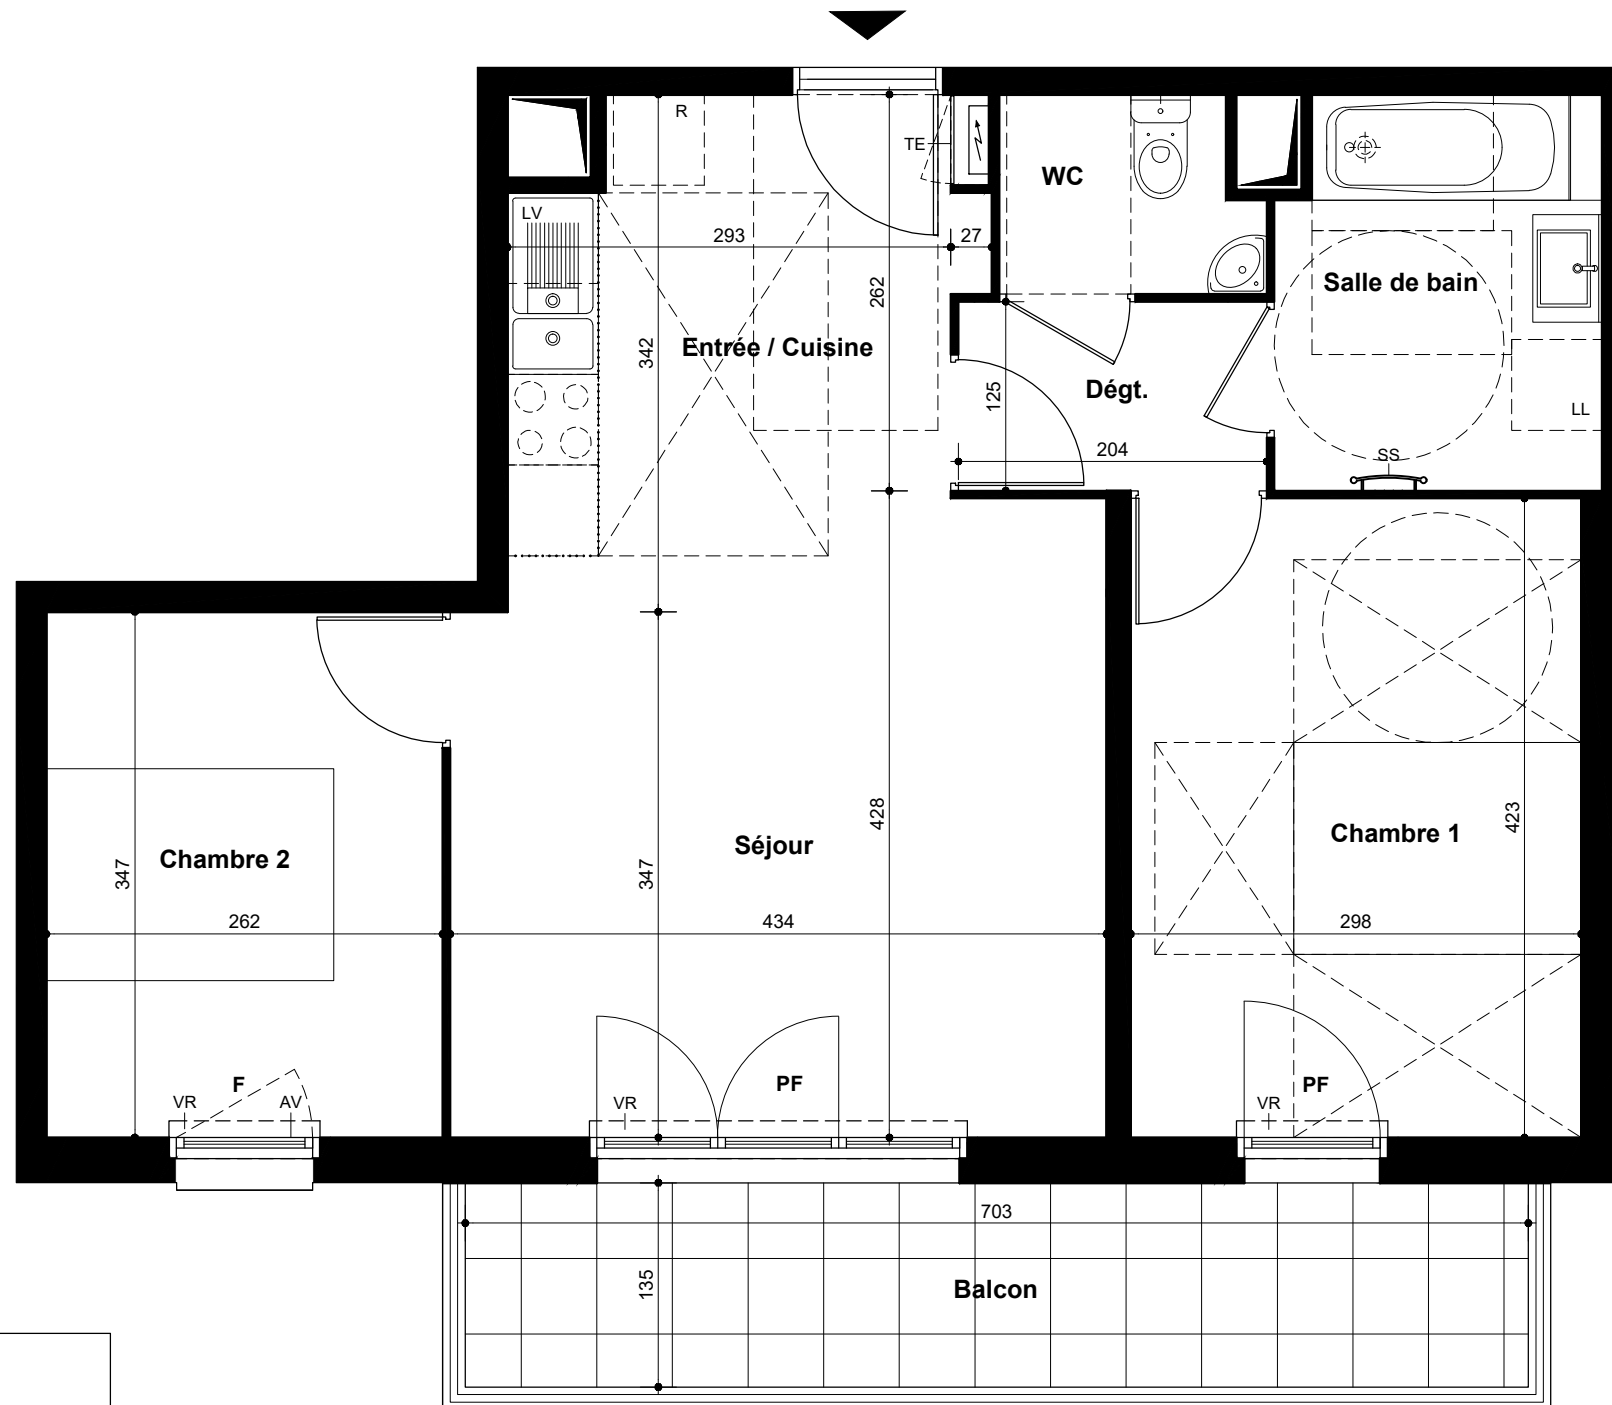 R
TE
WC
LV
293
27
262
Salle de bain
342
Entrée / Cuisine
Dégt.
125
LL
204
SS
428
423
347
Chambre 2
347
Séjour
Chambre 1
262
434
298
F
VR
AV
VR
PF
VR
PF
703
135
Balcon